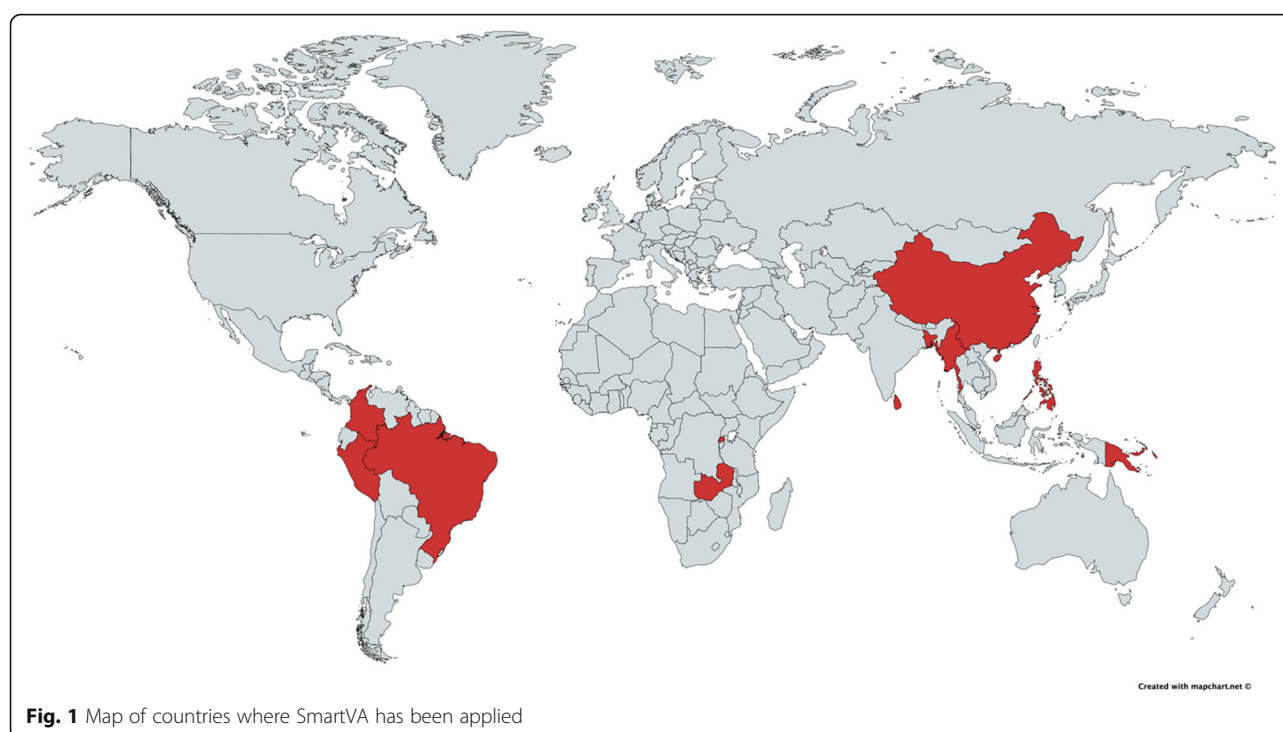 Created with mapchart.net ©
Fig. 1 Map of countries where SmartVA has been applied